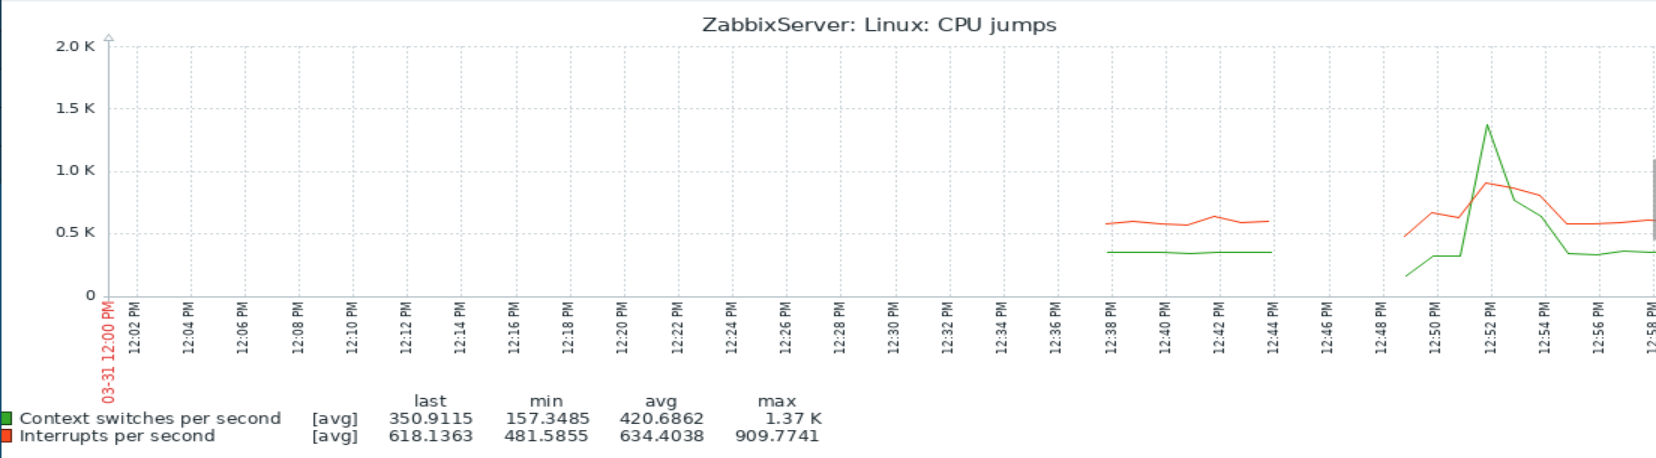 ZabbixServer: Linux: CPU jumps
2.0 K
1.5 K
1.0 K
0.5 K
0
03-31 12:00 PM
12:02 PM
12:04 PM
12:06 PM
12:08 PM
12:10 PM
12:12 PM
12:14 PM
12:16 PM
12:18 PM
12:20 PM
12:22 PM
12:24 PM
12:26 PM
12:28 PM
12:30 PM
12:32 PM
12:34 PM
12:36 PM
12:38 PM
12:40 PM
12:42 PM
12:44 PM
12:46 PM
12:48 PM
12:50 PM
12:52 PM
12:54 PM
12:56 PM
12:58 PM
last min avg max
Context switches per second [avg] 350.9115 157.3485 420.6862 1.37 K
Interrupts per second [avg] 618.1363 481.5855 634.4038 909.7741